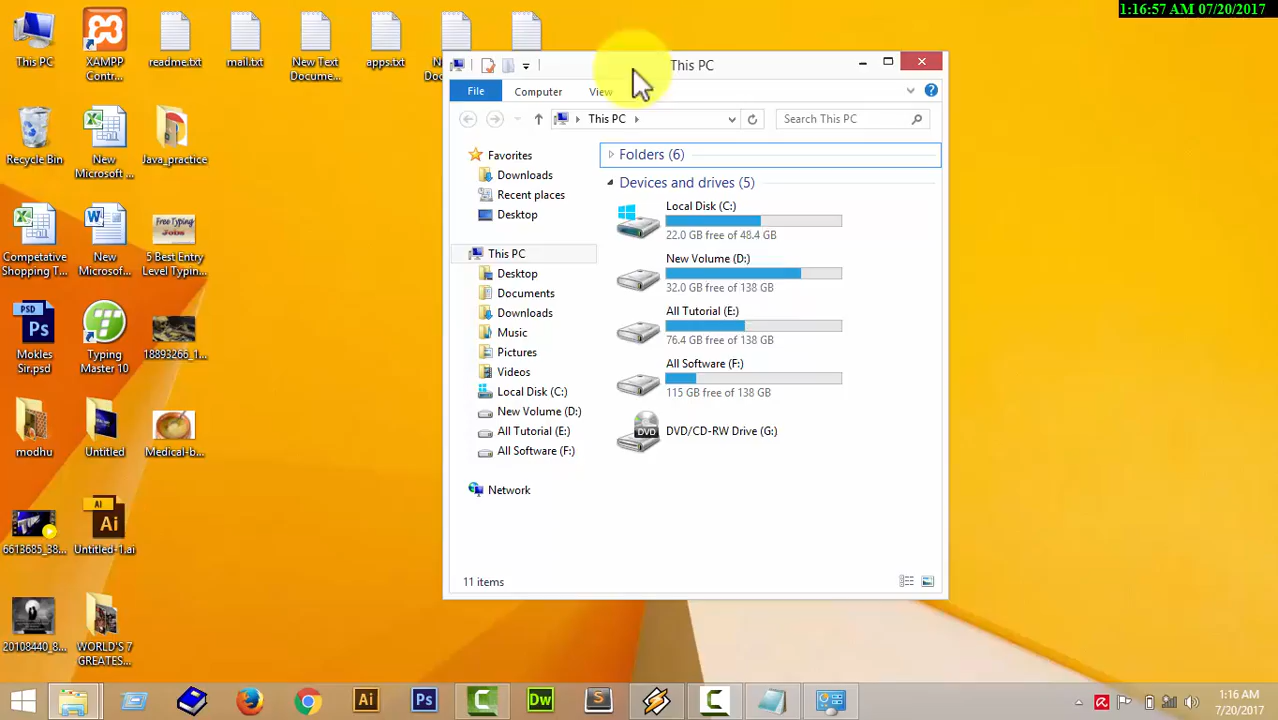 1:16:57 AM 07/20/2017
This PC
XAMPP
Contr...
readme.txt
mail.txt
New Text
Docume...
apps.txt
Recycle Bin
New
Microsoft ...
Java_practice
Competative
Shopping T...
New
Microsof...
5 Best Entry
Level Typin...
PSD
Ps
Mokles
Sir.psd
Typing
Master 10
18893266_1...
modhu
Untitled
Medical-b...
6613685_38...
Ai
Untitled-1.ai
20108440_8...
WORLD'S 7
GREATES...
This PC
File
Computer
View
This PC
Search This PC
Favorites
Downloads
Recent places
Desktop
This PC
Desktop
Documents
Downloads
Music
Pictures
Videos
Local Disk (C:)
New Volume (D:)
All Tutorial (E:)
All Software (F:)
Network
Folders (6)
Devices and drives (5)
Local Disk (C:)
22.0 GB free of 48.4 GB
New Volume (D:)
32.0 GB free of 138 GB
All Tutorial (E:)
76.4 GB free of 138 GB
All Software (F:)
115 GB free of 138 GB
DVD
DVD/CD-RW Drive (G:)
11 items
Ai
Ps
Dw
S
1:16 AM
7/20/2017